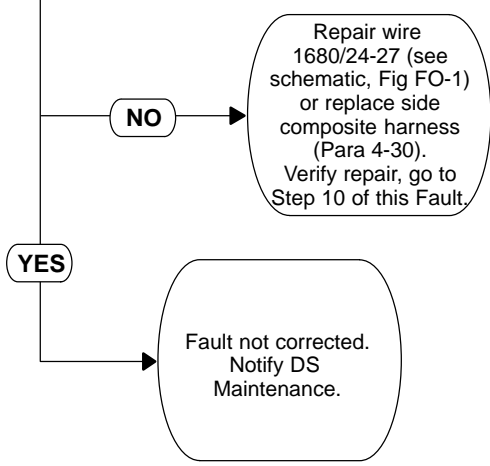 Repair wire
1680/24-27 (see
schematic, Fig FO-1)
or replace side
composite harness
(Para 4-30).
Verify repair, go to
Step 10 of this Fault.
NO
YES
Fault not corrected.
Notify DS
Maintenance.